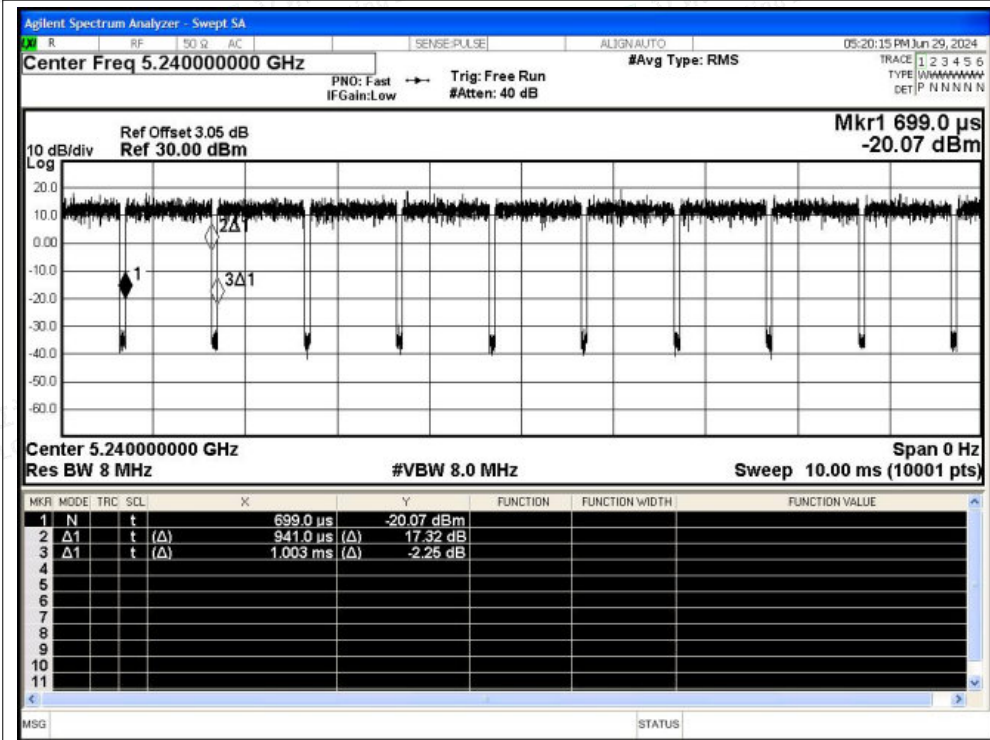 Agilent Spectrum Analyzer - Swept SA
LXI R RF 50 Ω AC SENSE:PULSE ALIGNAUTO 05:20:15 PM Jun 29, 2024
Center Freq 5.240000000 GHz #Avg Type: RMS TRACE 1 2 3 4 5 6
PNO: Fast Trig: Free Run TYPE WWWWWW
IFGain:Low #Atten: 40 dB DET P N N N N N
Mkr1 699.0 µs
Ref Offset 3.05 dB
10 dB/div Ref 30.00 dBm -20.07 dBm
Log
20.0
10.0
2Δ1
0.00
-10.0
1 3Δ1
-20.0
-30.0
-40.0
-50.0
-60.0
Center 5.240000000 GHz Span 0 Hz
Res BW 8 MHz #VBW 8.0 MHz Sweep 10.00 ms (10001 pts)
MKR MODE TRC SCL X Y FUNCTION FUNCTION WIDTH FUNCTION VALUE
1 N t 699.0 µs -20.07 dBm
2 Δ1 t (Δ) 941.0 µs (Δ) 17.32 dB
3 Δ1 t (Δ) 1.003 ms (Δ) -2.25 dB
4
5
6
7
8
9
10
11
MSG STATUS